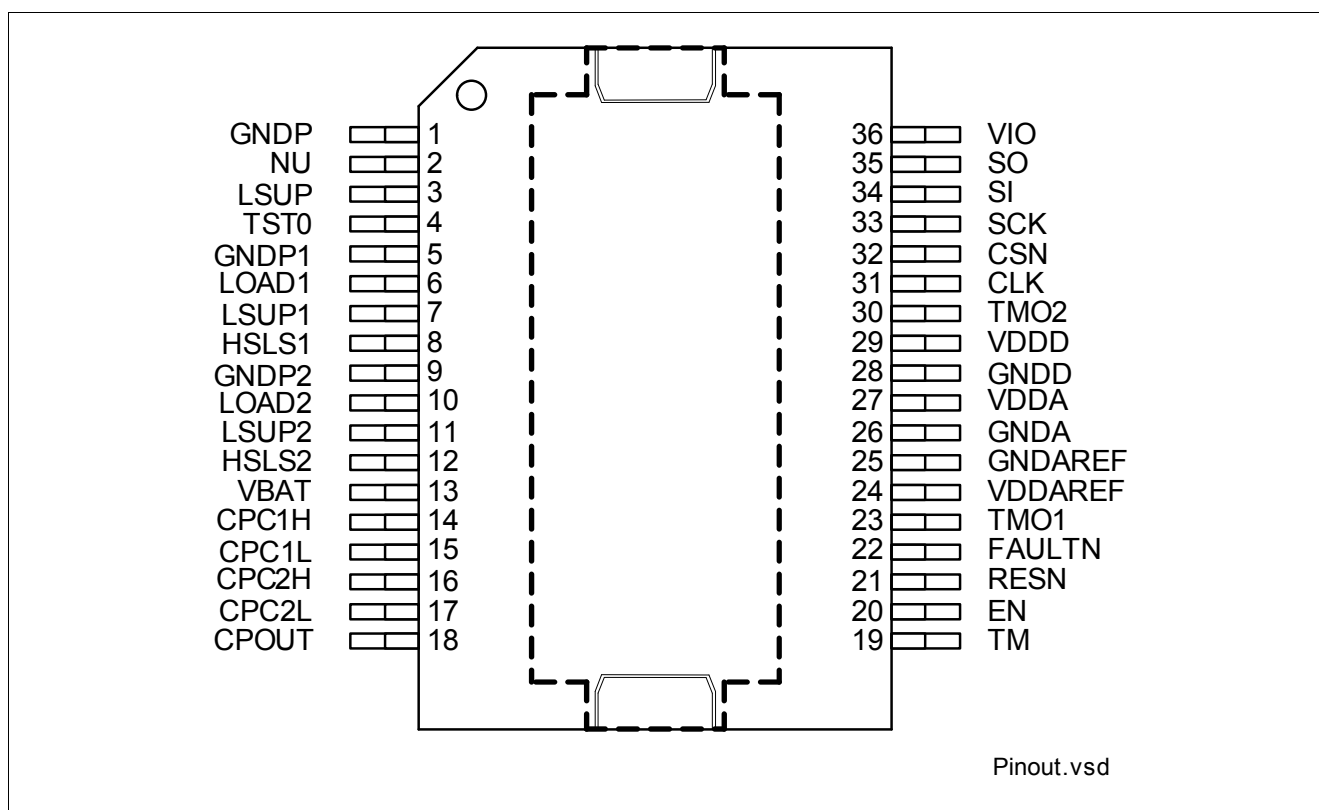 GNDP 1 36 VIO
NU 2 35 SO
LSUP 3 34 SI
TST0 4 33 SCK
GNDP1 5 32 CSN
LOAD1 6 31 CLK
LSUP1 7 30 TMO2
HSLS1 8 29 VDDD
GNDP2 9 28 GNDD
LOAD2 10 27 VDDA
LSUP2 11 26 GNDA
HSLS2 12 25 GNDAREF
VBAT 13 24 VDDAREF
CPC1H 14 23 TMO1
CPC1L 15 22 FAULTN
CPC2H 16 21 RESN
CPC2L 17 20 EN
CPOUT 18 19 TM
Pinout.vsd